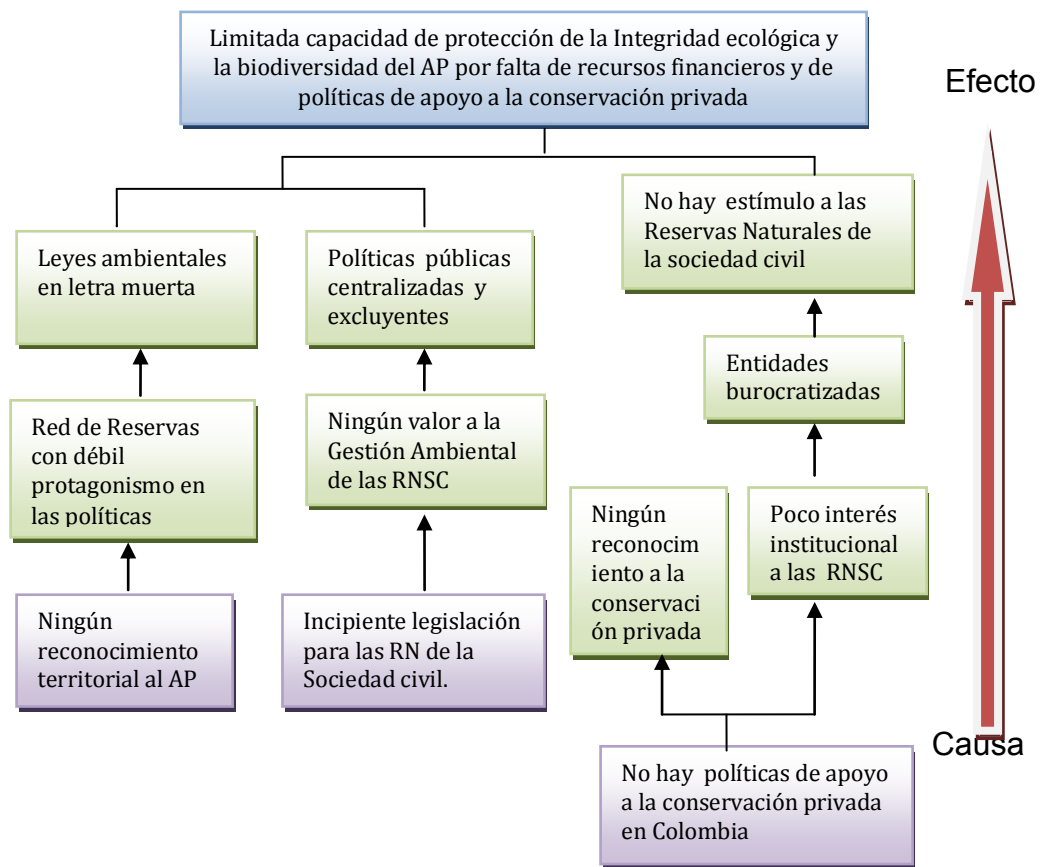 Limitada capacidad de protección de la Integridad ecológica y
la biodiversidad del AP por falta de recursos financieros y de
políticas de apoyo a la conservación privada
Efecto
Leyes ambientales
en letra muerta
Políticas públicas
centralizadas y
excluyentes
No hay estímulo a las
Reservas Naturales de
la sociedad civil
Entidades
burocratizadas
Red de Reservas
con débil
protagonismo en
las políticas
Ningún valor a la
Gestión Ambiental
de las RNSC
Ningún
reconocim
iento a la
conservaci
ón privada
Poco interés
institucional
a las RNSC
Ningún
reconocimiento
territorial al AP
Incipiente legislación
para las RN de la
Sociedad civil.
Causa
No hay políticas de apoyo
a la conservación privada
en Colombia